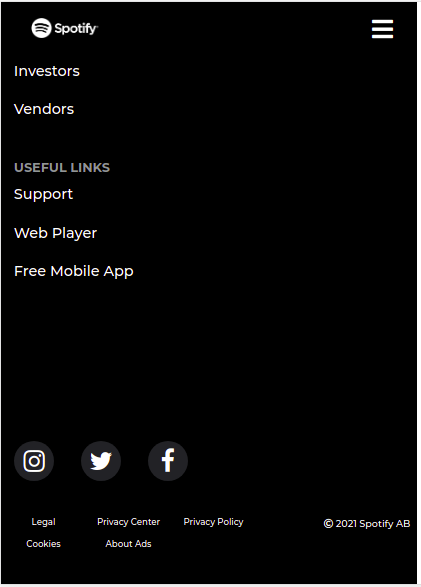 Spotify
Investors
Vendors
USEFUL LINKS
Support
Web Player
Free Mobile App
Legal Privacy Center Privacy Policy © 2021 Spotify AB
Cookies About Ads